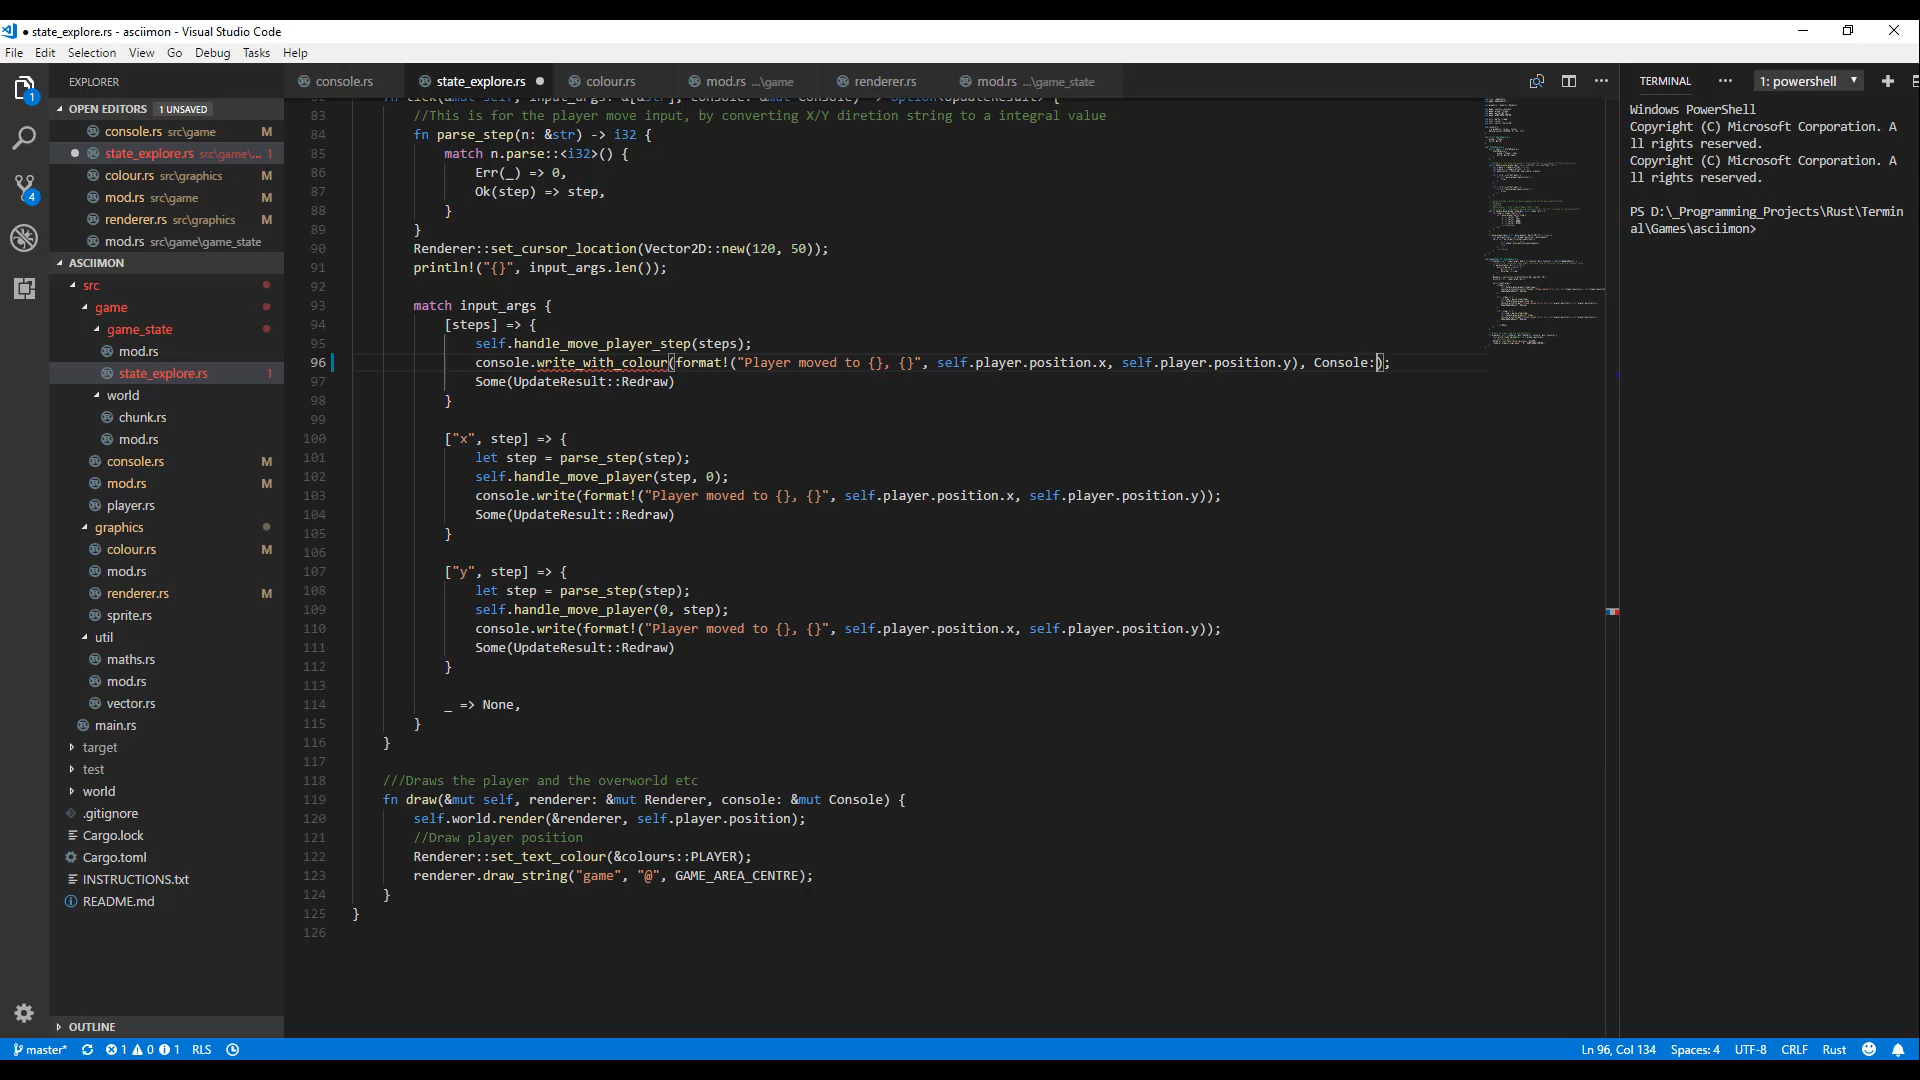 ● state_explore.rs - asciimon - Visual Studio Code
File Edit Selection View Go Debug Tasks Help
EXPLORER
OPEN EDITORS 1 UNSAVED
console.rs src\game M
state_explore.rs src\game\... 1
colour.rs src\graphics M
mod.rs src\game M
renderer.rs src\graphics M
mod.rs src\game\game_state
ASCIIMON
src
game
game_state
mod.rs
state_explore.rs 1
world
chunk.rs
mod.rs
console.rs M
mod.rs M
player.rs
graphics
colour.rs M
mod.rs
renderer.rs M
sprite.rs
util
maths.rs
mod.rs
vector.rs
main.rs
target
test
world
.gitignore
Cargo.lock
Cargo.toml
INSTRUCTIONS.txt
README.md
OUTLINE
1
4
console.rs state_explore.rs colour.rs mod.rs ...\game renderer.rs mod.rs ...\game_state
82 fn tick(&mut self, input_args: &[&str], console: &mut Console) -> Option<UpdateResult> {
83 //This is for the player move input, by converting X/Y diretion string to a integral value
84 fn parse_step(n: &str) -> i32 {
85 match n.parse::<i32>() {
86 Err(_) => 0,
87 Ok(step) => step,
88 }
89 }
90 Renderer::set_cursor_location(Vector2D::new(120, 50));
91 println!("{}", input_args.len());
92
93 match input_args {
94 [steps] => {
95 self.handle_move_player_step(steps);
96 console.write_with_colour(format!("Player moved to {}, {}", self.player.position.x, self.player.position.y), Console:);
97 Some(UpdateResult::Redraw)
98 }
99
100 ["x", step] => {
101 let step = parse_step(step);
102 self.handle_move_player(step, 0);
103 console.write(format!("Player moved to {}, {}", self.player.position.x, self.player.position.y));
104 Some(UpdateResult::Redraw)
105 }
106
107 ["y", step] => {
108 let step = parse_step(step);
109 self.handle_move_player(0, step);
110 console.write(format!("Player moved to {}, {}", self.player.position.x, self.player.position.y));
111 Some(UpdateResult::Redraw)
112 }
113
114 _ => None,
115 }
116 }
117
118 ///Draws the player and the overworld etc
119 fn draw(&mut self, renderer: &mut Renderer, console: &mut Console) {
120 self.world.render(&renderer, self.player.position);
121 //Draw player position
122 Renderer::set_text_colour(&colours::PLAYER);
123 renderer.draw_string("game", "@", GAME_AREA_CENTRE);
124 }
125 }
126
TERMINAL ... 1: powershell
Windows PowerShell
Copyright (C) Microsoft Corporation. A
ll rights reserved.
Copyright (C) Microsoft Corporation. A
ll rights reserved.
PS D:\_Programming_Projects\Rust\Termin
al\Games\asciimon>
master* 1 0 1 RLS
Ln 96, Col 134 Spaces: 4 UTF-8 CRLF Rust